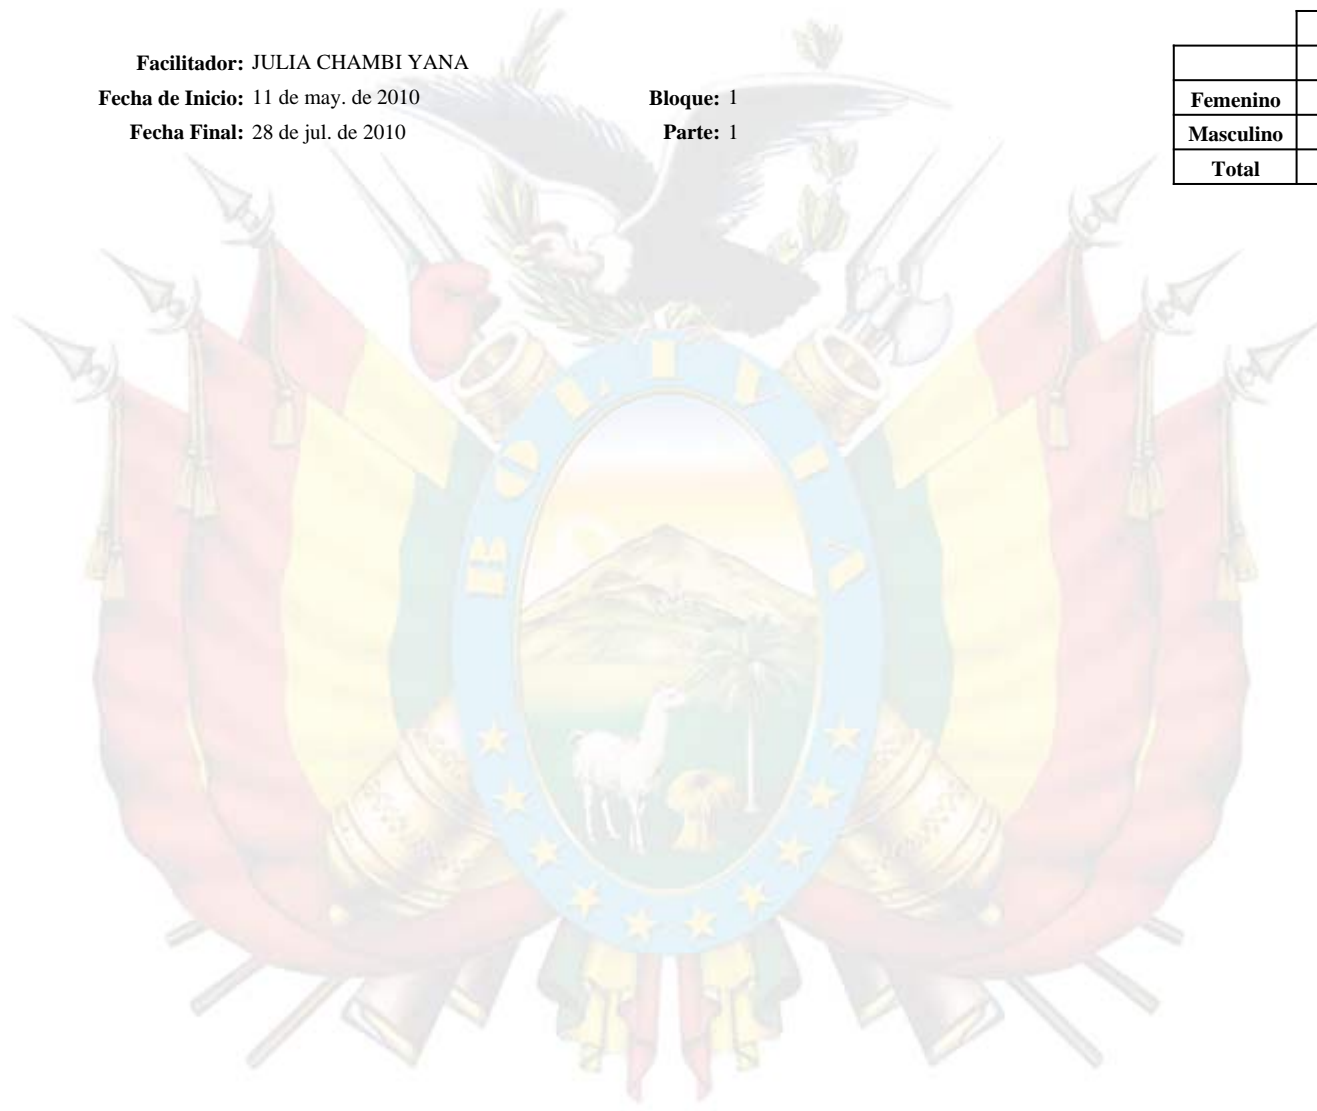 Facilitador: JULIA CHAMBI YANA
Fecha de Inicio: 11 de may. de 2010 Bloque: 1
Fecha Final: 28 de jul. de 2010 Parte: 1
Femenino
Masculino
Total
BOLIVIA